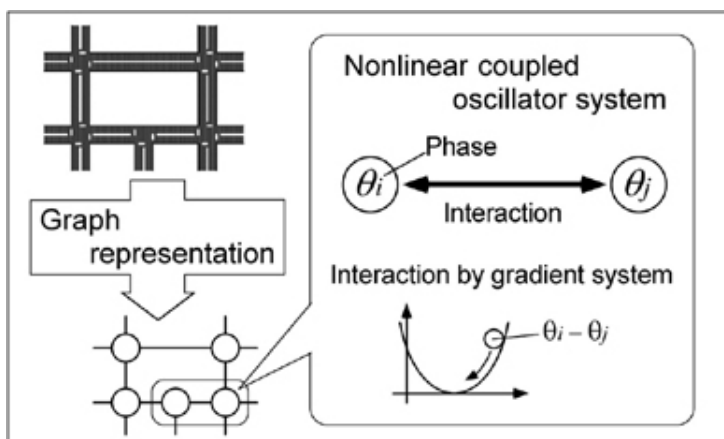 Graph
representation
Nonlinear coupled
oscillator system
Phase
θi
θj
Interaction
Interaction by gradient system
θi – θj